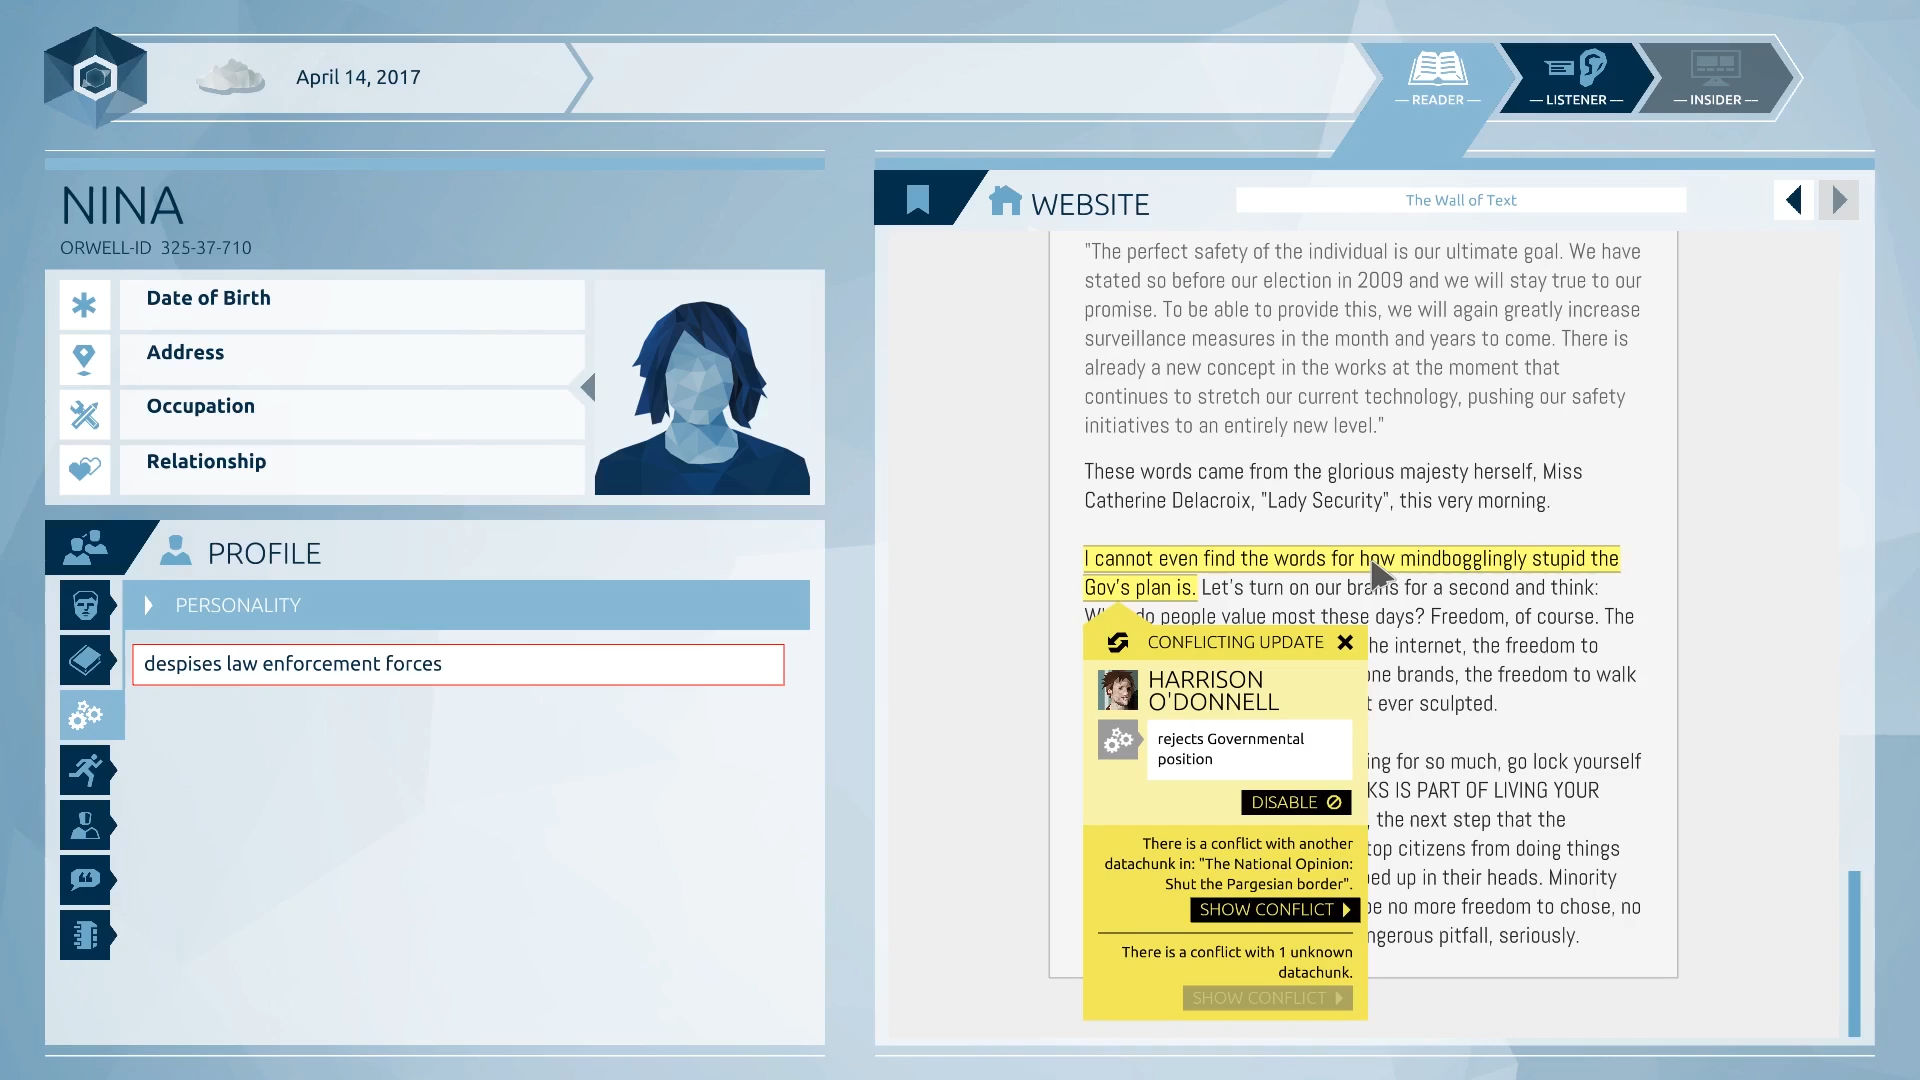 April 14, 2017
READER
LISTENER
INSIDER
NINA
ORWELL-ID 325-37-710
Date of Birth
Address
Occupation
Relationship
PROFILE
PERSONALITY
despises law enforcement forces
WEBSITE
The Wall of Text
"The perfect safety of the individual is our ultimate goal. We have
stated so before our election in 2009 and we will stay true to our
promise. To be able to provide this, we will again greatly increase
surveillance measures in the month and years to come. There is
already a new concept in the works at the moment that
continues to stretch our current technology, pushing our safety
initiatives to an entirely new level."
These words came from the glorious majesty herself, Miss
Catherine Delacroix, "Lady Security", this very morning.
I cannot even find the words for how mindbogglingly stupid the
Gov's plan is. Let's turn on our brains for a second and think:
do people value most these days? Freedom, of course. The
the internet, the freedom to
brands, the freedom to walk
ever sculpted.
for so much, go lock yourself
IS PART OF LIVING YOUR
, the next step that the
citizens from doing things
up in their heads. Minority
no more freedom to chose, no
pitfall, seriously.
CONFLICTING UPDATE
HARRISON
O'DONNELL
rejects Governmental
position
DISABLE
There is a conflict with another
datachunk in: "The National Opinion:
Shut the Pargesian border".
SHOW CONFLICT
There is a conflict with 1 unknown
datachunk.
SHOW CONFLICT